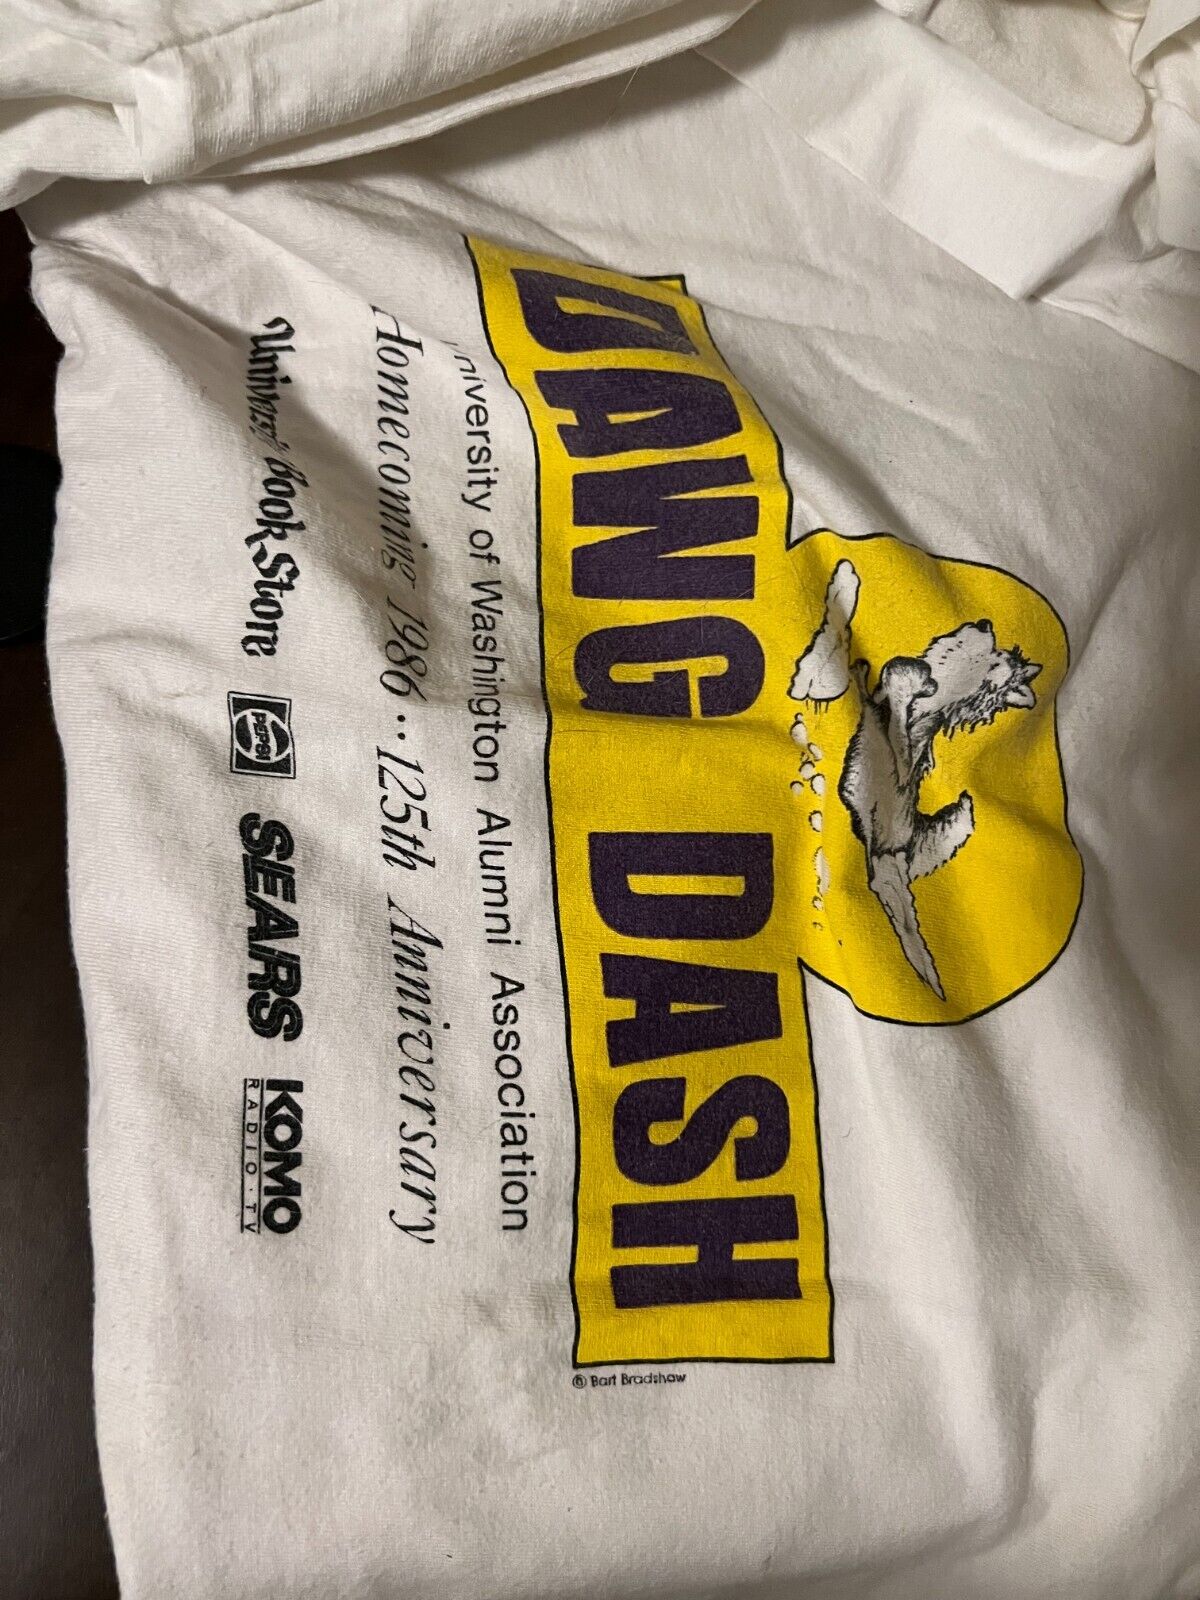 DAWG DASH
® Bart Bradshaw
University of Washington Alumni Association
Homecoming 1986..125th Anniversary
University Book Store PEPSI SEARS KOMO
RADIO·TV